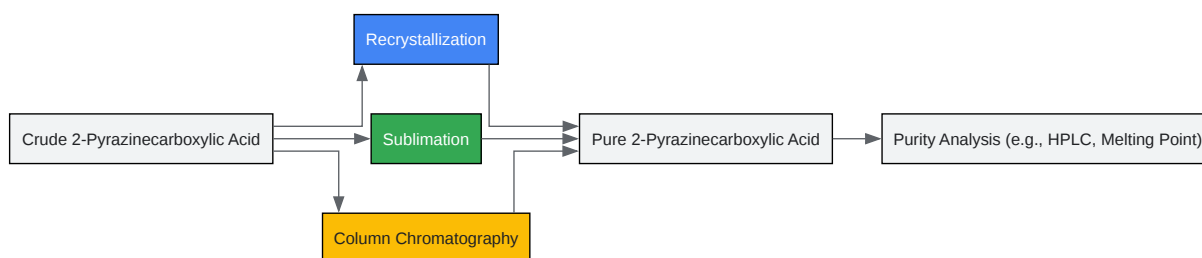 Recrystallization
Crude 2-Pyrazinecarboxylic Acid
Sublimation
Pure 2-Pyrazinecarboxylic Acid
Purity Analysis (e.g., HPLC, Melting Point)
Column Chromatography